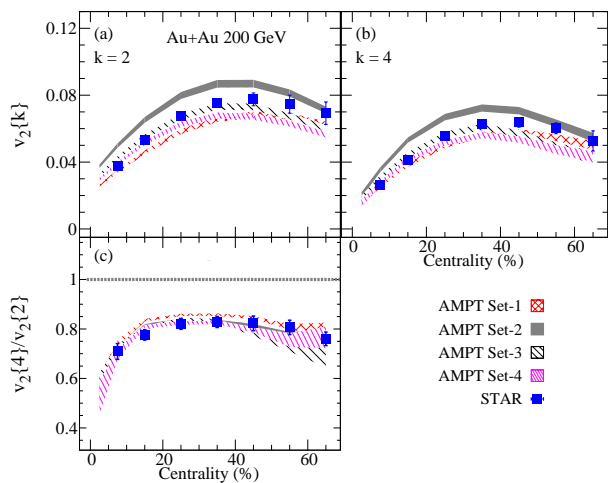 (a) Au+Au 200 GeV
k = 2
(b)
k = 4
0.12
0.08
0.04
0
v₂{k}
Centrality (%)
(c)
1
0.8
0.6
0.4
v₂{4}/v₂{2}
0 20 40 60
Centrality (%)
0 20 40 60
AMPT Set-1
AMPT Set-2
AMPT Set-3
AMPT Set-4
STAR